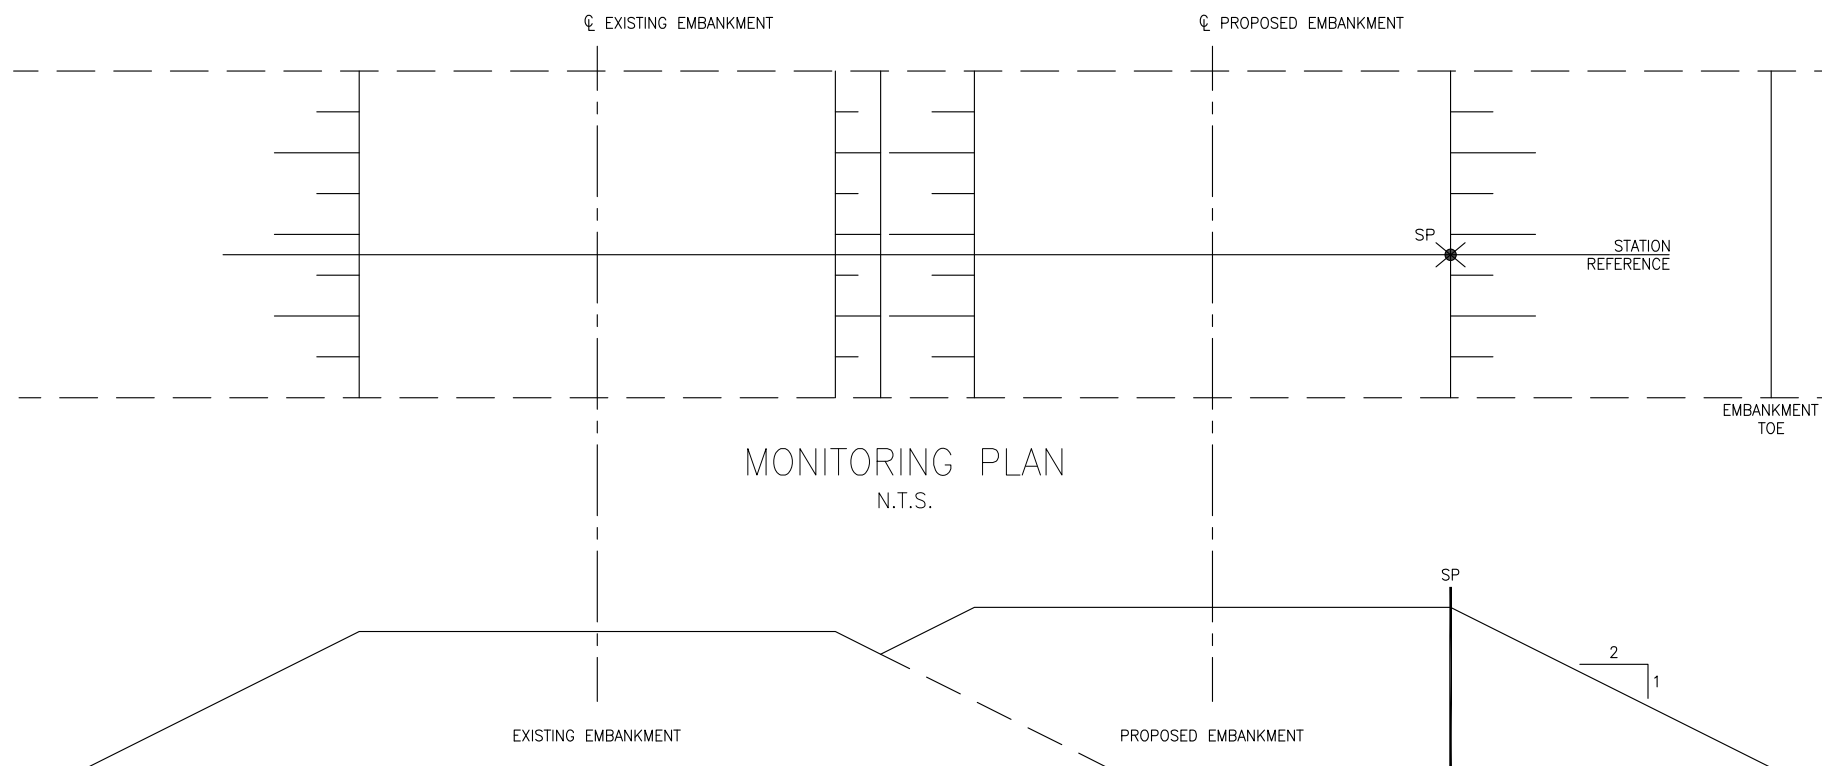 ℄ EXISTING EMBANKMENT
℄ PROPOSED EMBANKMENT
SP
STATION
REFERENCE
EMBANKMENT
TOE
MONITORING PLAN
N.T.S.
SP
2
1
EXISTING EMBANKMENT
PROPOSED EMBANKMENT